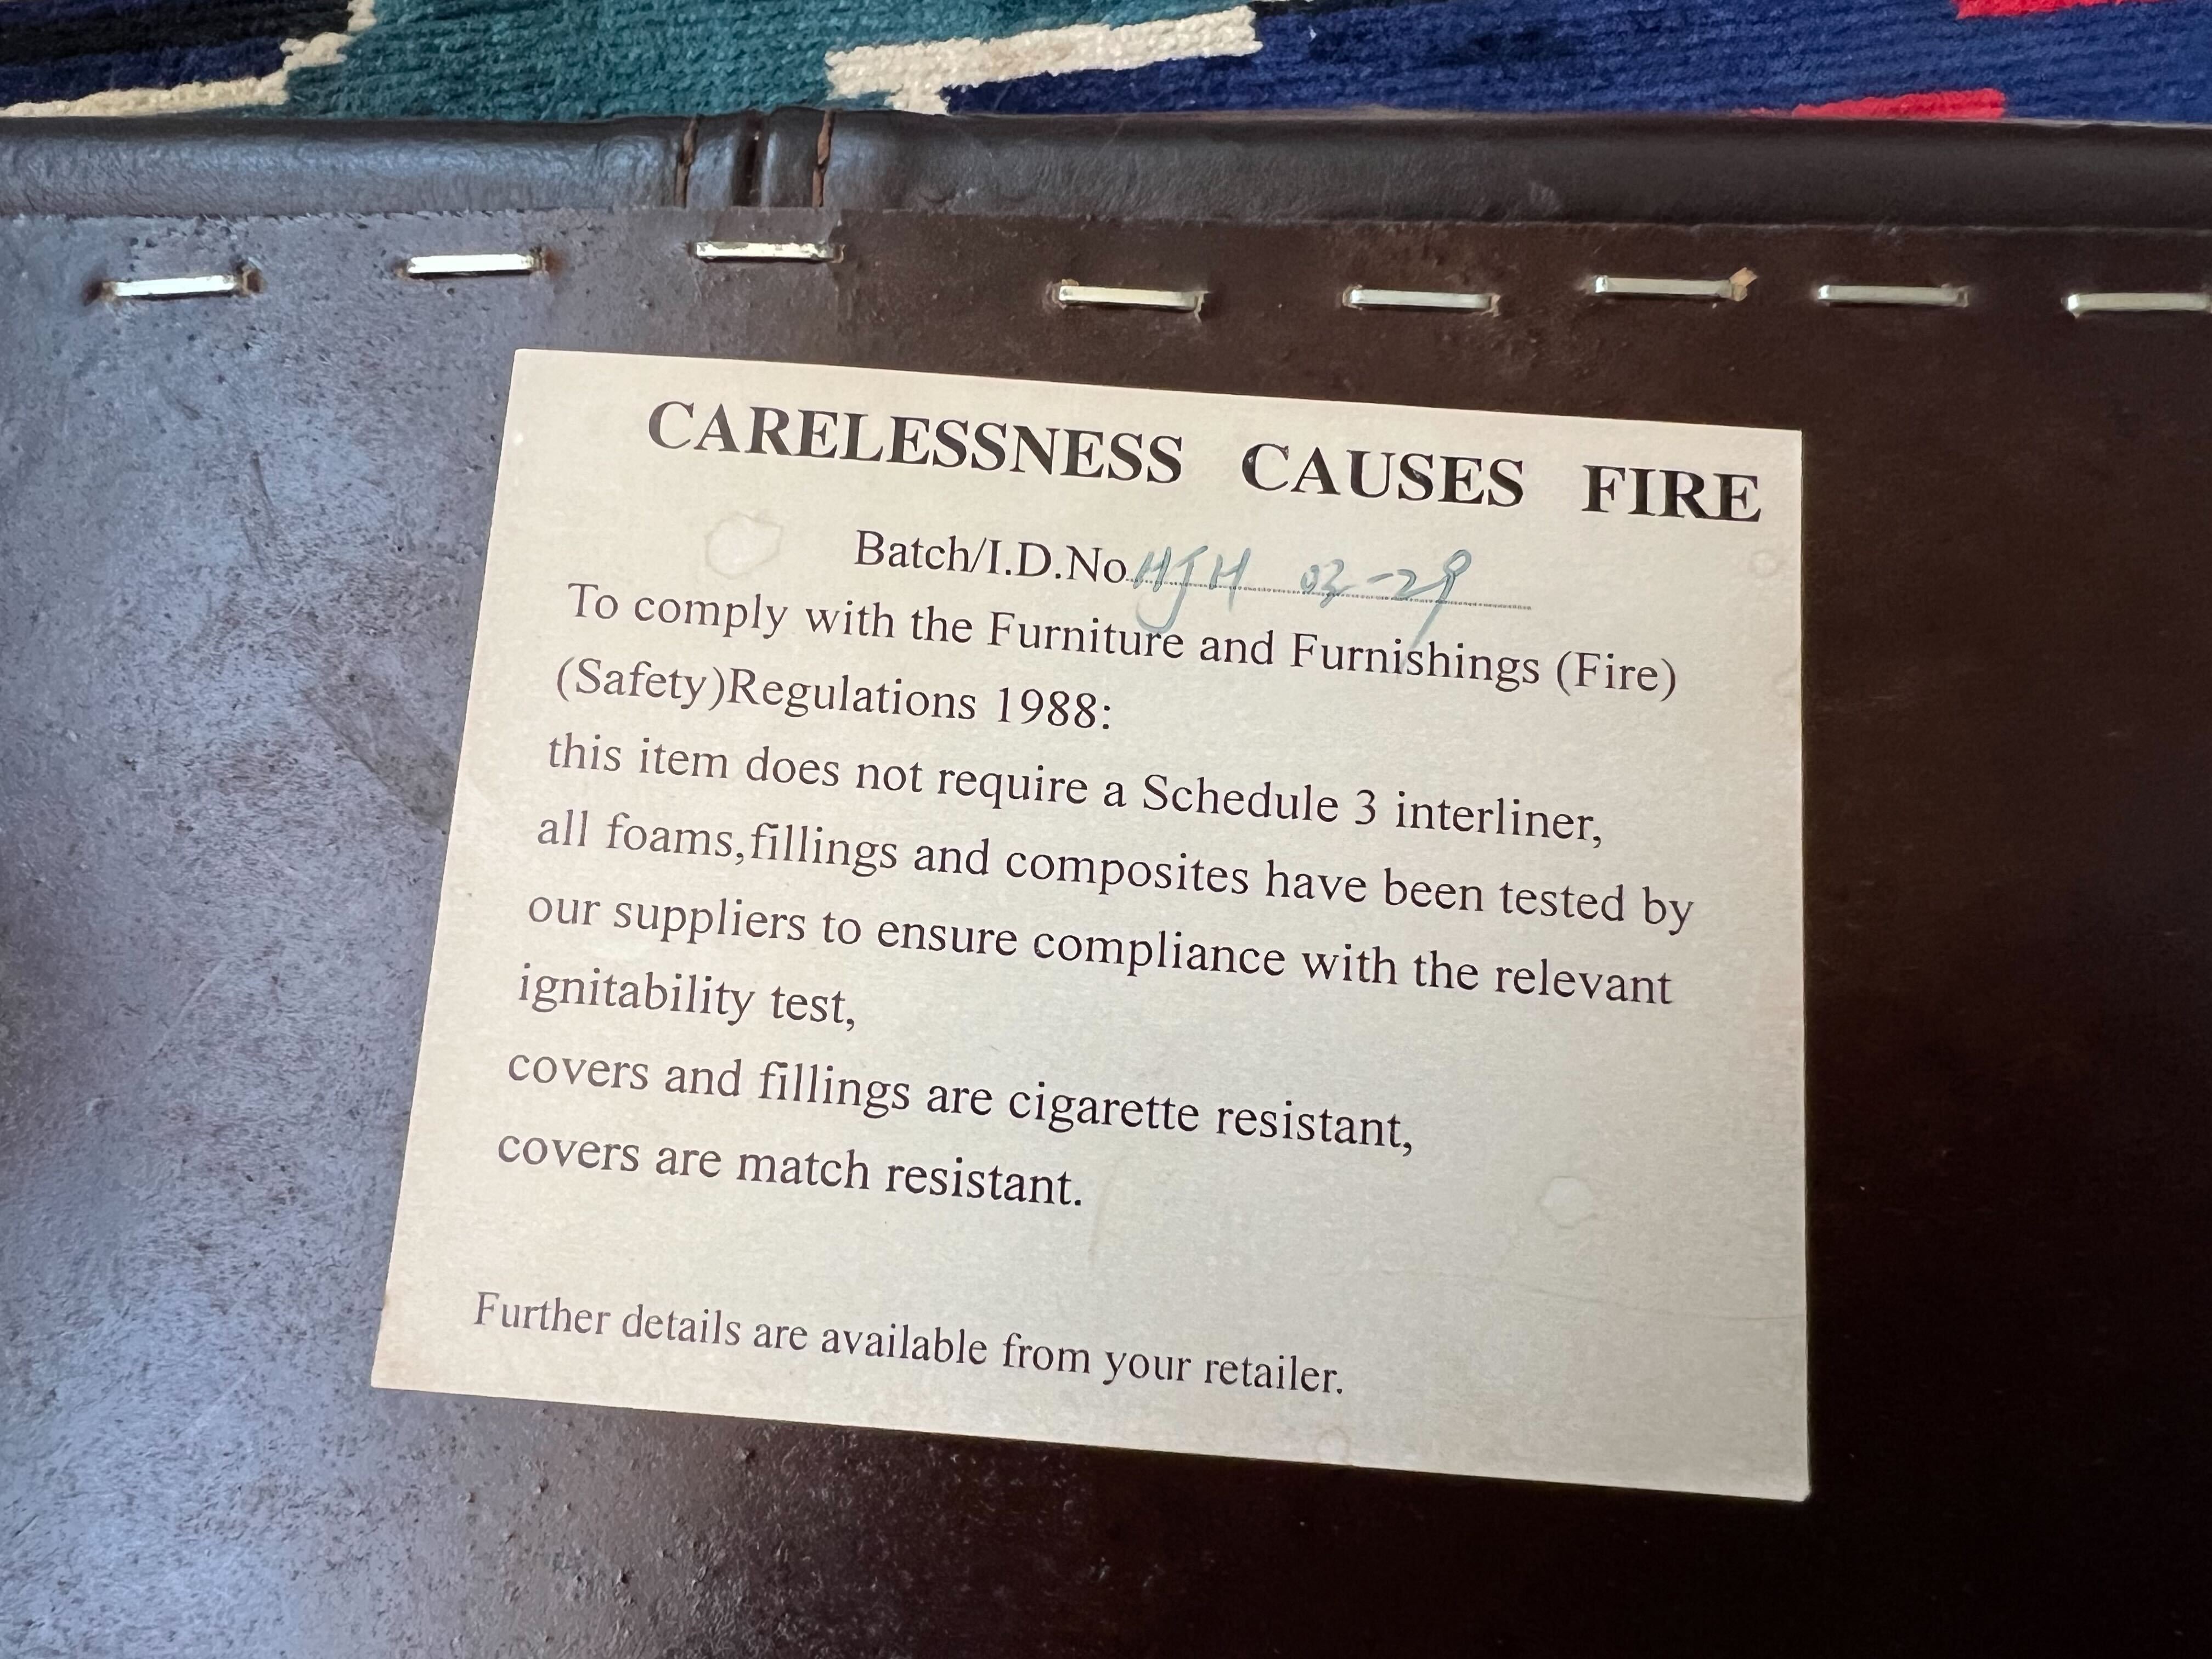 CARELESSNESS CAUSES FIRE
Batch/I.D.No HJH 03-29
To comply with the Furniture and Furnishings (Fire)
(Safety)Regulations 1988:
this item does not require a Schedule 3 interliner,
all foams,fillings and composites have been tested by
our suppliers to ensure compliance with the relevant
ignitability test,
covers and fillings are cigarette resistant,
covers are match resistant.
Further details are available from your retailer.